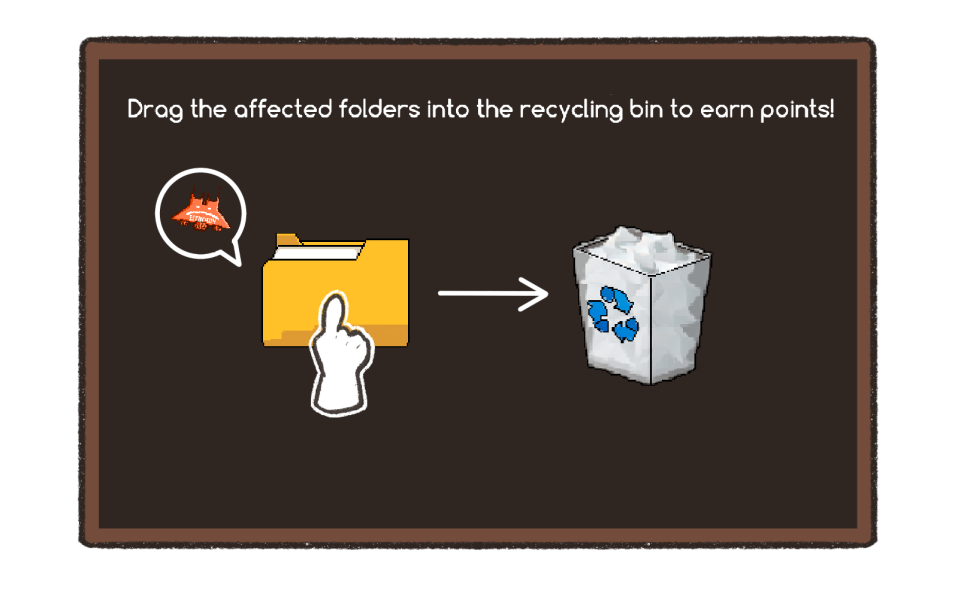 Drag the affected folders into the recycling bin to earn points!